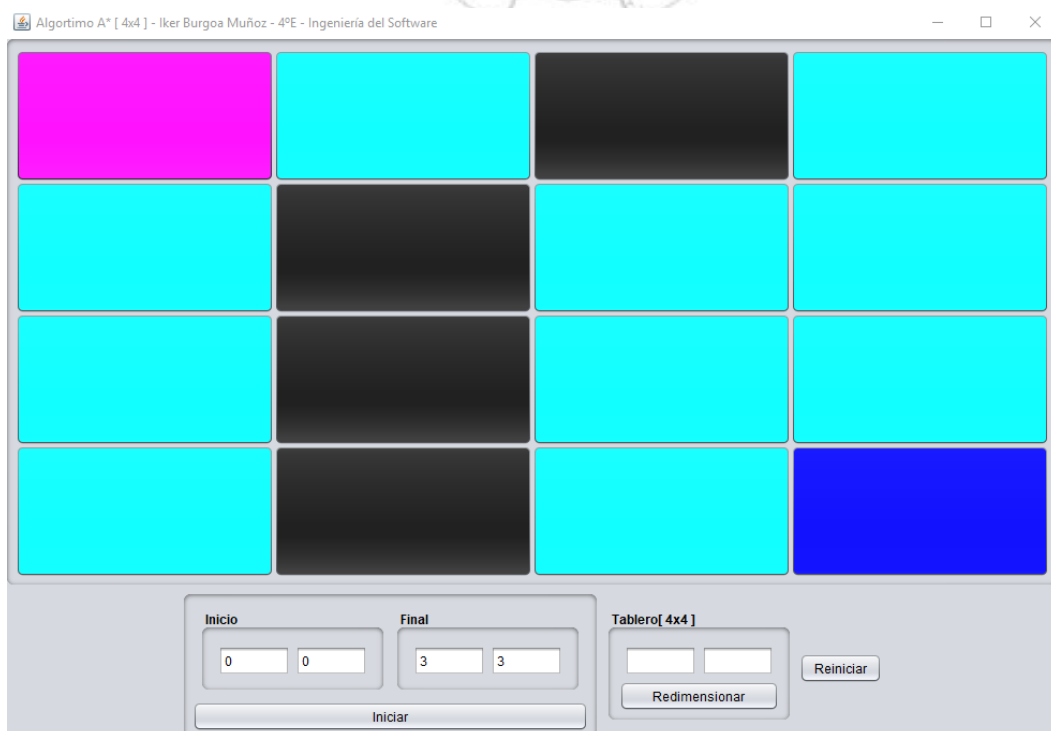 Algortimo A* [ 4x4 ] - Iker Burgoa Muñoz - 4ºE - Ingeniería del Software
Inicio
Final
Tablero[ 4x4 ]
0 0
3 3
Reiniciar
Redimensionar
Iniciar